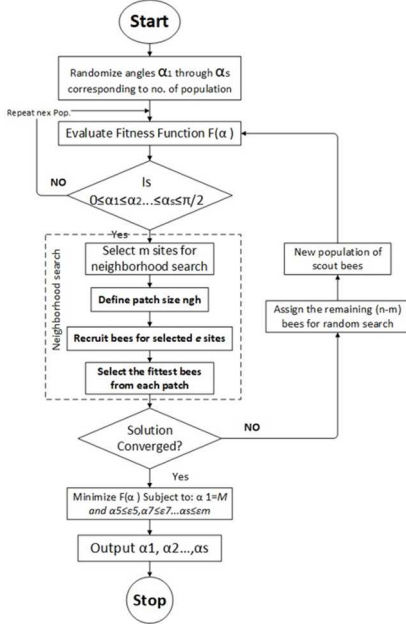 Start
Randomize angles α1 through αs
corresponding to no. of population
Repeat nex Pop.
Evaluate Fitness Function F(α )
NO
Is
0≤α1≤α2...≤αs≤π/2
Yes
Neighborhood search
Select m sites for
neighborhood search
Define patch size ngh
Recruit bees for selected e sites
Select the fittest bees
from each patch
New population of
scout bees
Assign the remaining (n-m)
bees for random search
Solution
Converged?
NO
Yes
Minimize F(α ) Subject to: α 1=M
and α5≤ε5,α7≤ε7...αs≤εm
Output α1, α2...,αs
Stop